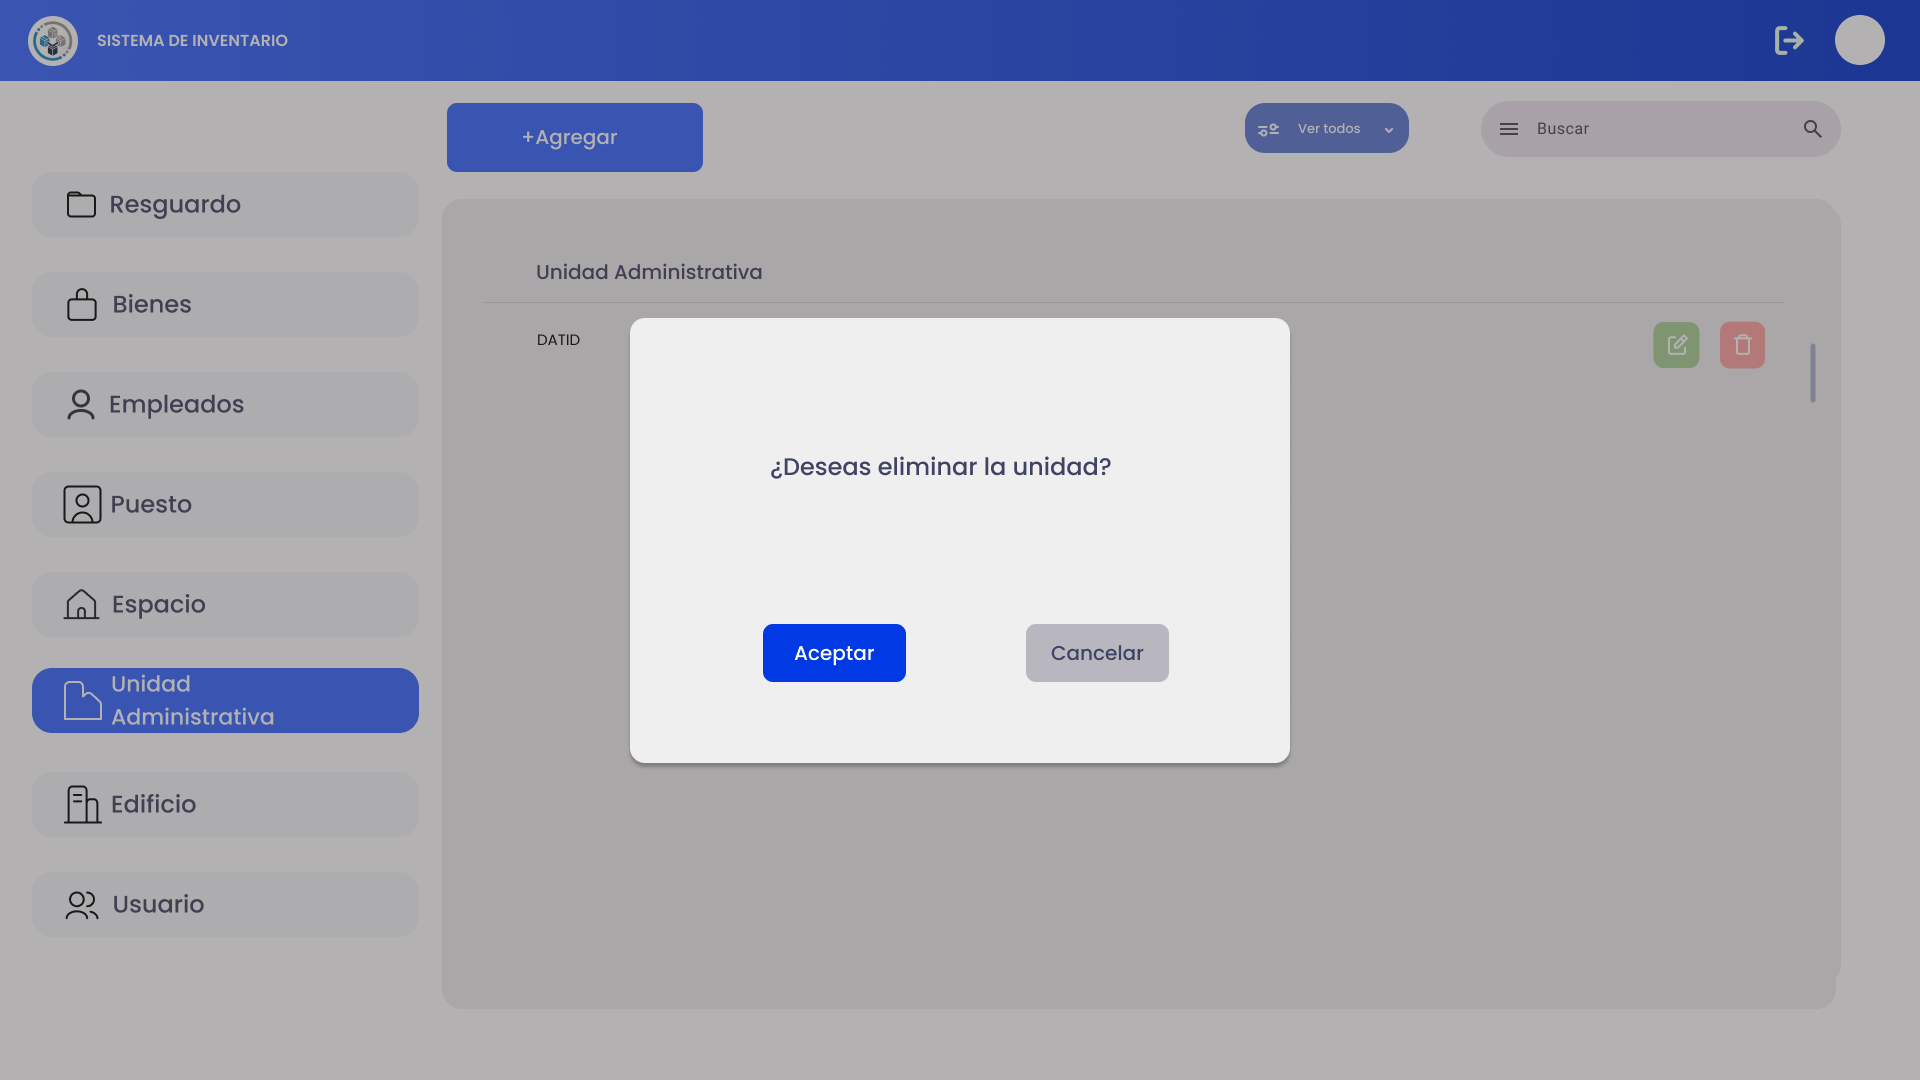 SISTEMA DE INVENTARIO
+Agregar
Ver todos
Buscar
Resguardo
Bienes
Empleados
Puesto
Espacio
Unidad
Administrativa
Edificio
Usuario
Unidad Administrativa
DATID
¿Deseas eliminar la unidad?
Aceptar
Cancelar